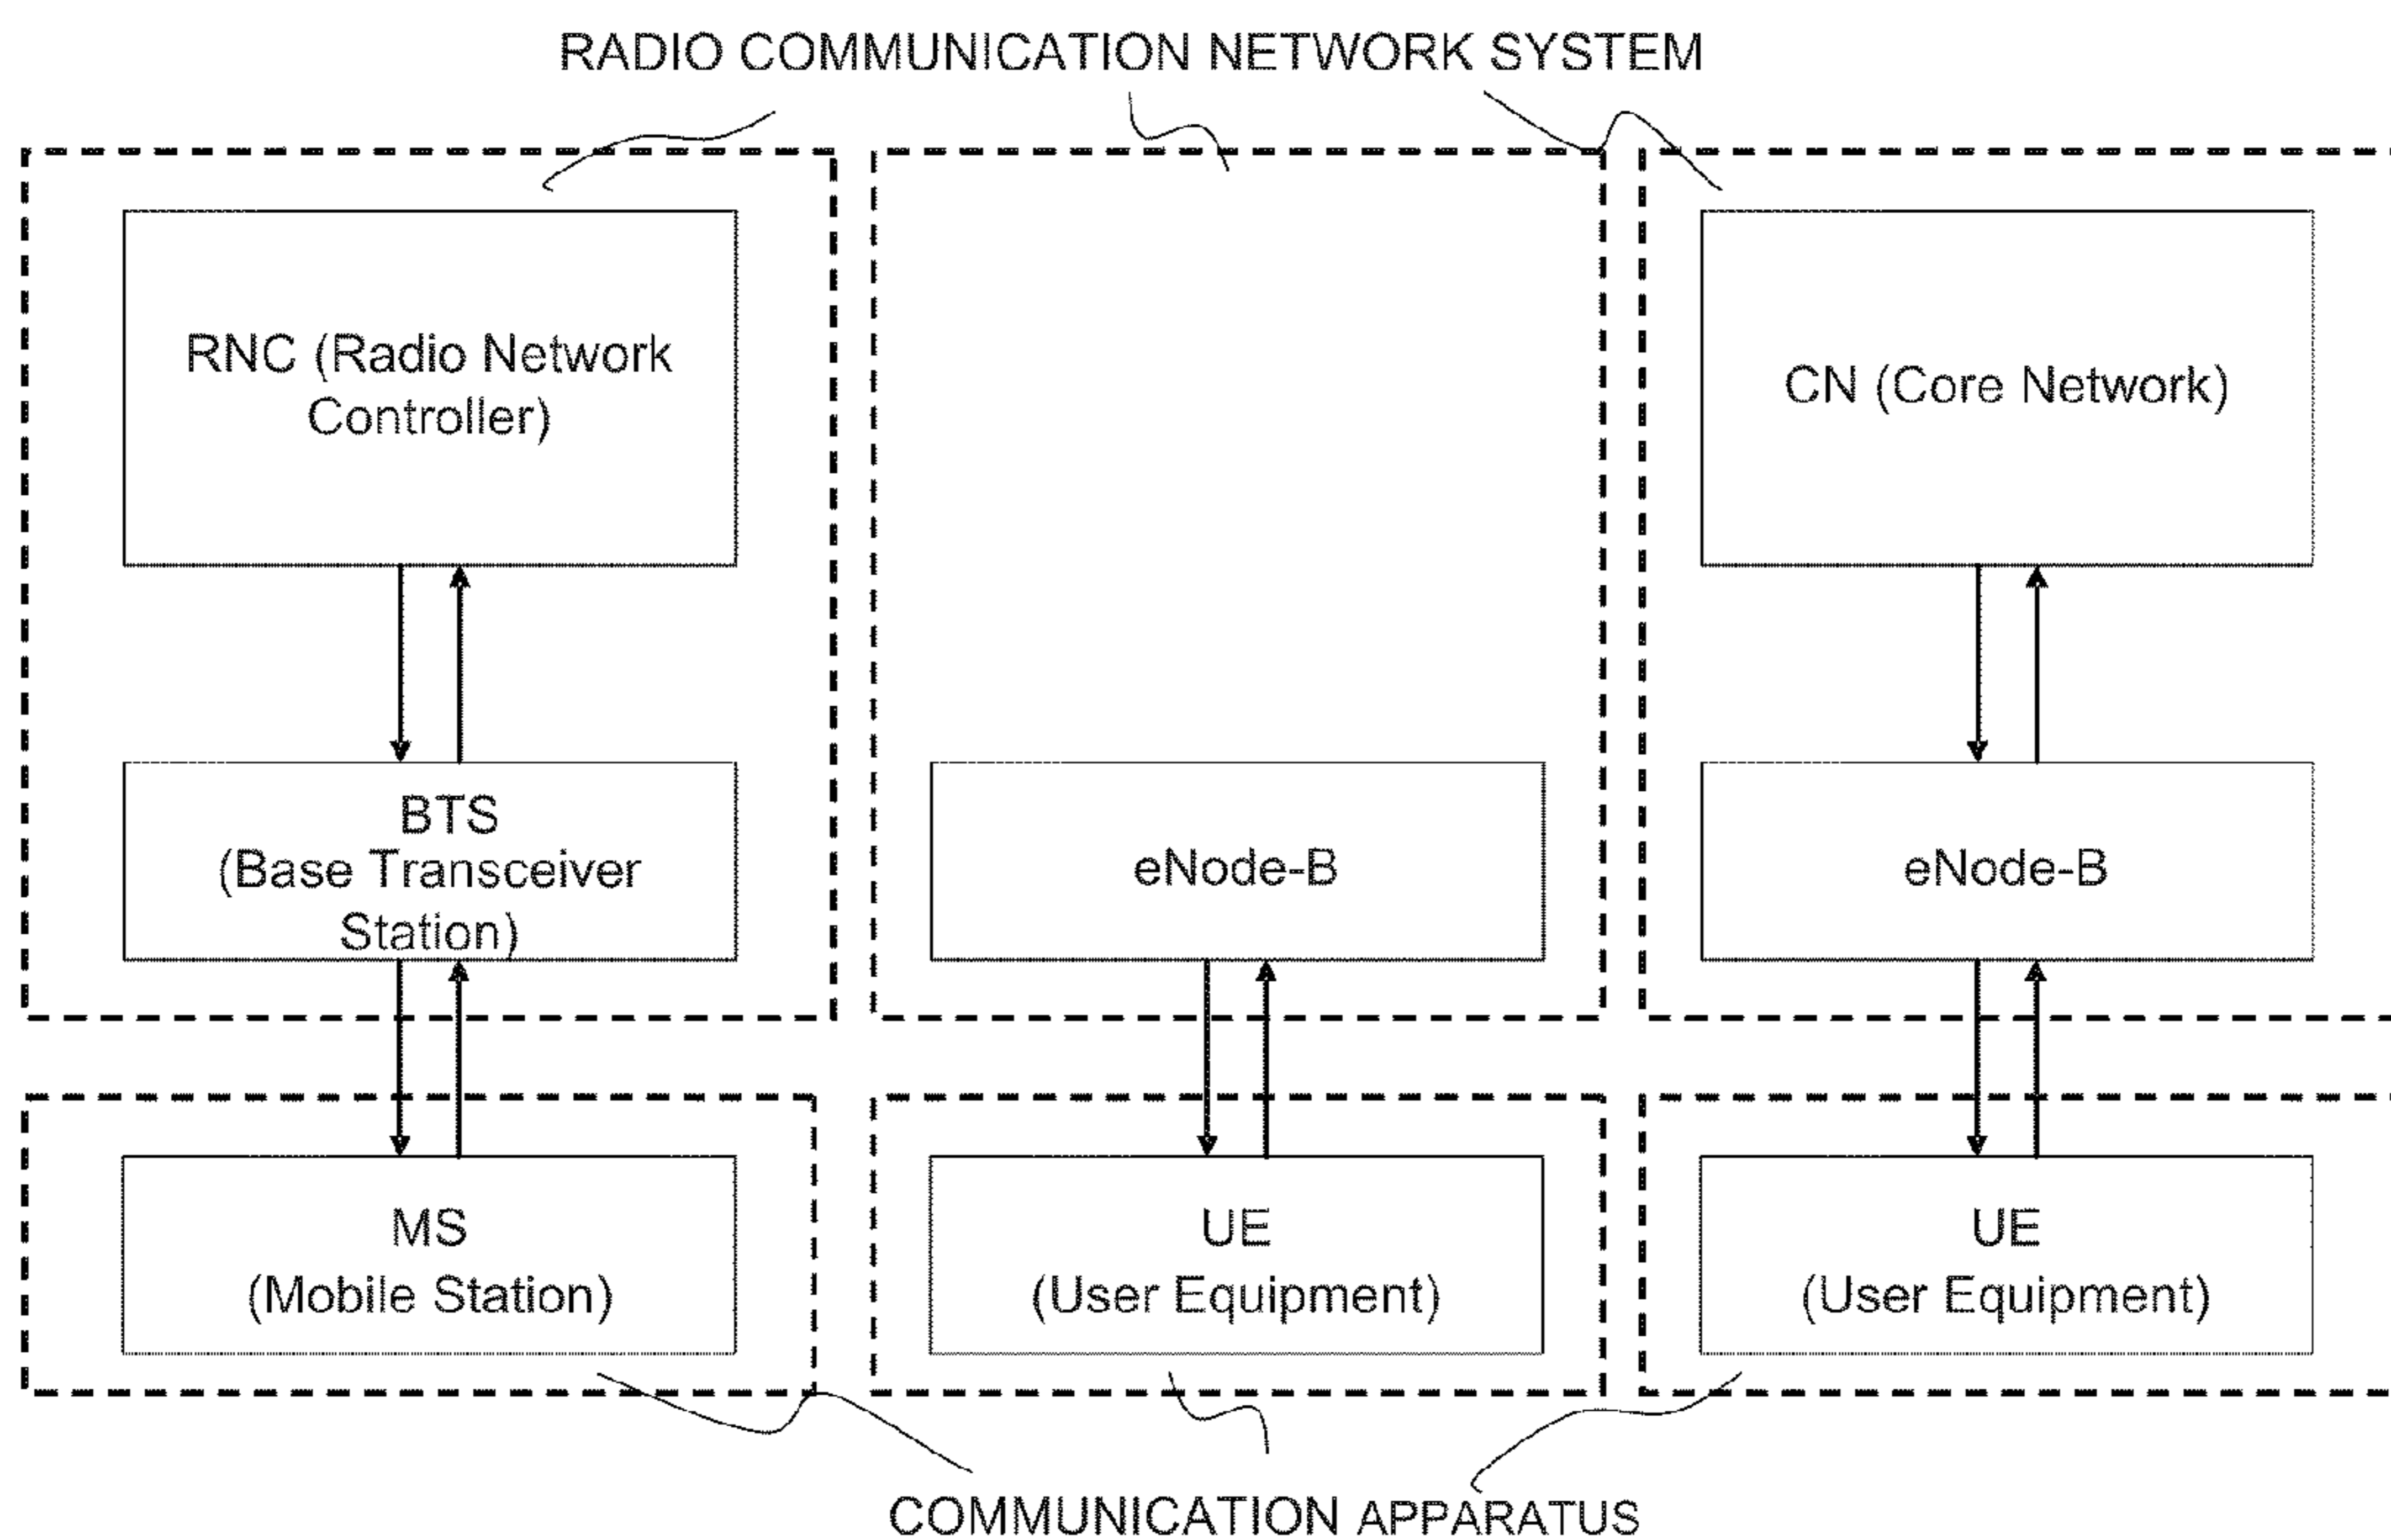 RADIO COMMUNICATION NETWORK SYSTEM
RNC (Radio Network
Controller)
CN (Core Network)
BTS
(Base Transceiver
Station)
eNode-B
eNode-B
MS
(Mobile Station)
UE
(User Equipment)
UE
(User Equipment)
COMMUNICATION APPARATUS